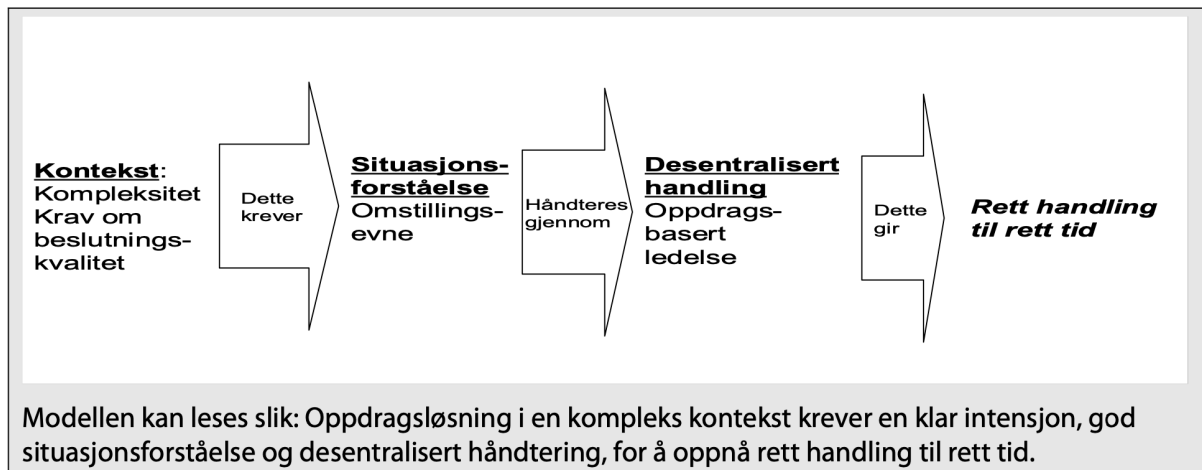 Kontekst:
Kompleksitet
Krav om
beslutnings-
kvalitet
Dette
krever
Situasjons-
forståelse
Omstillings-
evne
Håndteres
gjennom
Desentralisert
handling
Oppdrags-
basert
ledelse
Dette
gir
Rett handling
til rett tid
Modellen kan leses slik: Oppdragsløsning i en kompleks kontekst krever en klar intensjon, god
situasjonsforståelse og desentralisert håndtering, for å oppnå rett handling til rett tid.